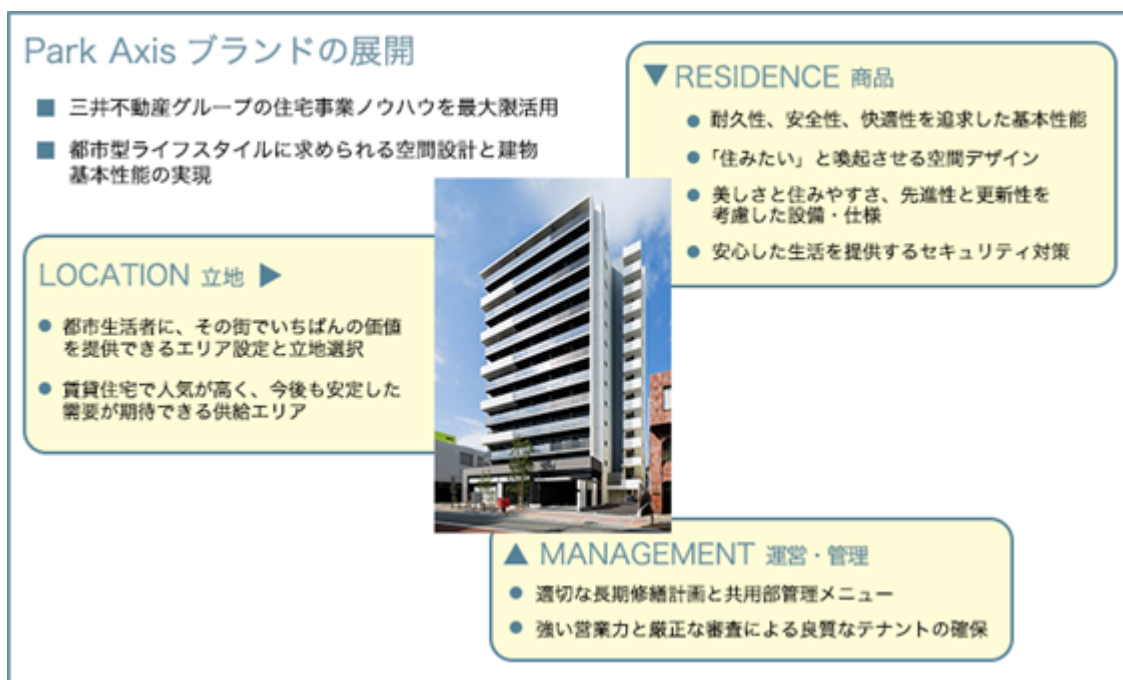 Park Axis ブランドの展開
■ 三井不動産グループの住宅事業ノウハウを最大限活用
■ 都市型ライフスタイルに求められる空間設計と建物
基本性能の実現
▼ RESIDENCE 商品
● 耐久性、安全性、快適性を追求した基本性能
● 「住みたい」と喚起させる空間デザイン
● 美しさと住みやすさ、先進性と更新性を
考慮した設備・仕様
● 安心した生活を提供するセキュリティ対策
LOCATION 立地 ▶
● 都市生活者に、その街でいちばんの価値
を提供できるエリア設定と立地選択
● 賃貸住宅で人気が高く、今後も安定した
需要が期待できる供給エリア
▲ MANAGEMENT 運営・管理
● 適切な長期修繕計画と共用部管理メニュー
● 強い営業力と厳正な審査による良質なテナントの確保